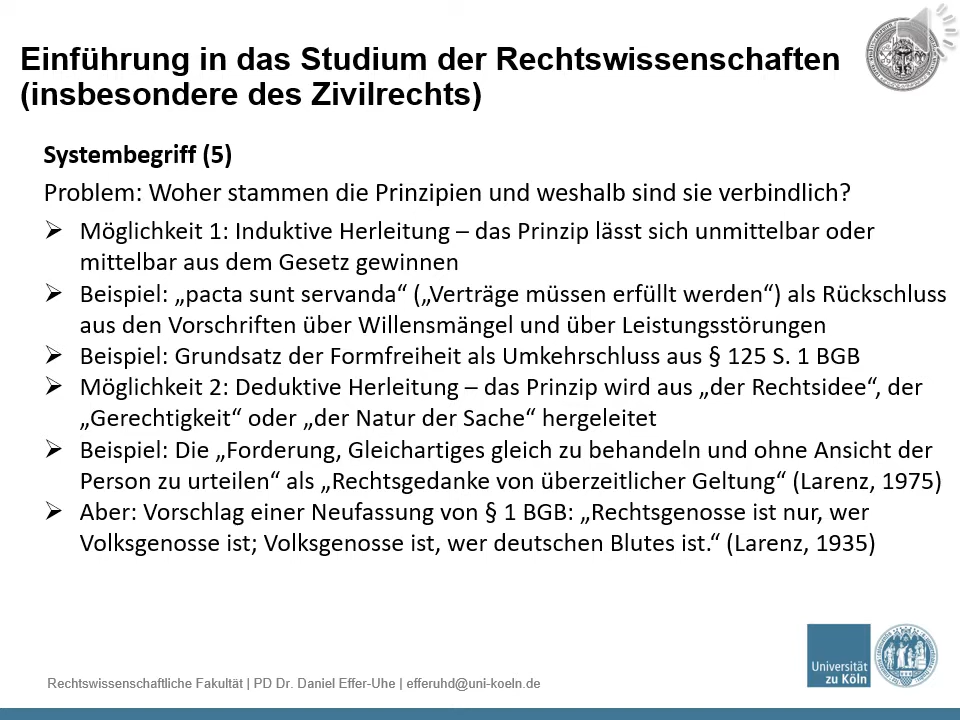 Einführung in das Studium der Rechtswissenschaften
(insbesondere des Zivilrechts)
Systembegriff (5)
Problem: Woher stammen die Prinzipien und weshalb sind sie verbindlich?
➢ Möglichkeit 1: Induktive Herleitung – das Prinzip lässt sich unmittelbar oder
mittelbar aus dem Gesetz gewinnen
➢ Beispiel: „pacta sunt servanda“ („Verträge müssen erfüllt werden“) als Rückschluss
aus den Vorschriften über Willensmängel und über Leistungsstörungen
➢ Beispiel: Grundsatz der Formfreiheit als Umkehrschluss aus § 125 S. 1 BGB
➢ Möglichkeit 2: Deduktive Herleitung – das Prinzip wird aus „der Rechtsidee“, der
„Gerechtigkeit“ oder „der Natur der Sache“ hergeleitet
➢ Beispiel: Die „Forderung, Gleichartiges gleich zu behandeln und ohne Ansicht der
Person zu urteilen“ als „Rechtsgedanke von überzeitlicher Geltung“ (Larenz, 1975)
➢ Aber: Vorschlag einer Neufassung von § 1 BGB: „Rechtsgenosse ist nur, wer
Volksgenosse ist; Volksgenosse ist, wer deutschen Blutes ist.“ (Larenz, 1935)
Universität
zu Köln
Rechtswissenschaftliche Fakultät | PD Dr. Daniel Effer-Uhe | efferuhd@uni-koeln.de